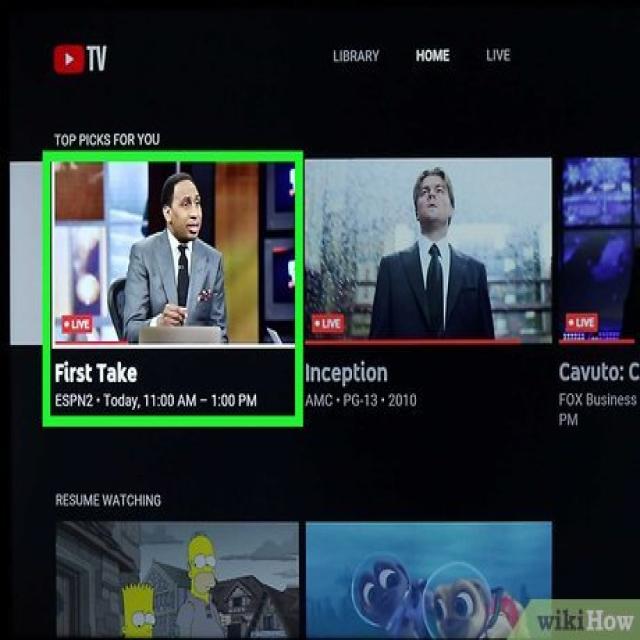 TV
LIBRARY HOME LIVE
TOP PICKS FOR YOU
LIVE LIVE LIVE
First Take Inception Cavuto: C
ESPN2 • Today, 11:00 AM – 1:00 PM AMC • PG-13 • 2010 FOX Business
PM
RESUME WATCHING
wikiHow